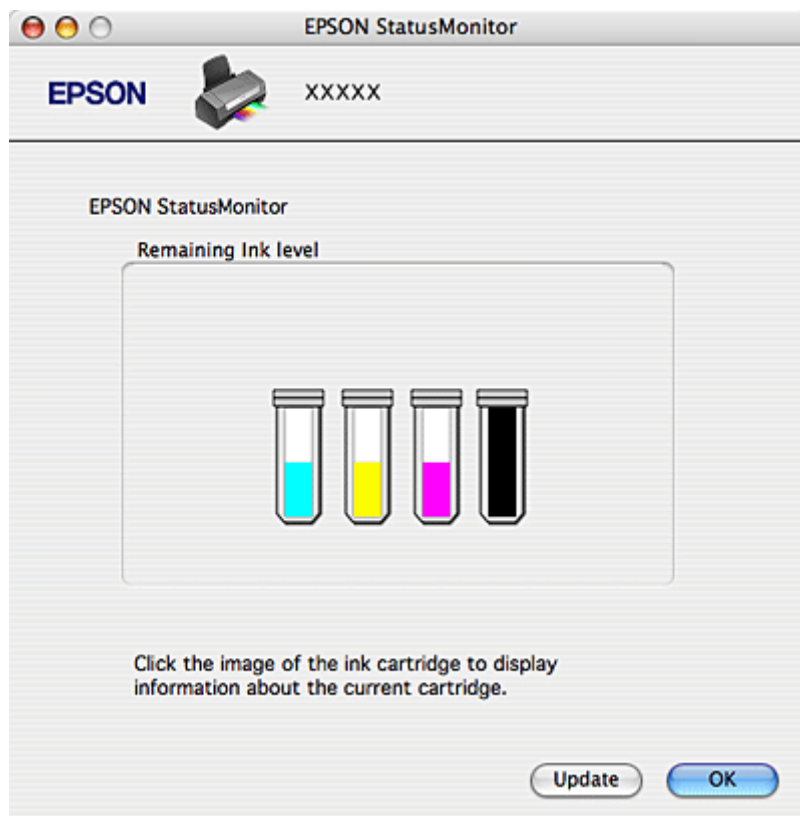 EPSON StatusMonitor
EPSON XXXXX
EPSON StatusMonitor
Remaining Ink level
Click the image of the ink cartridge to display
information about the current cartridge.
Update OK